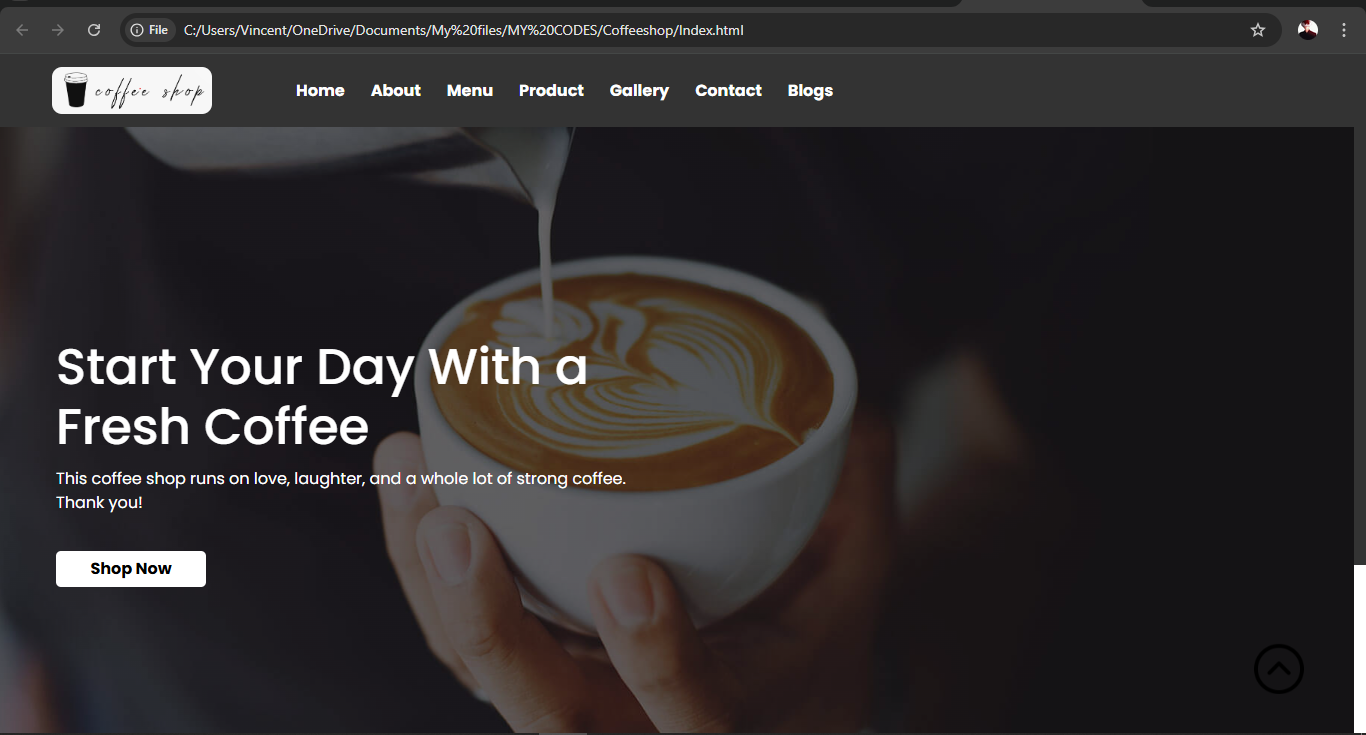 File C:/Users/Vincent/OneDrive/Documents/My%20files/MY%20CODES/Coffeeshop/Index.html
coffee shop Home About Menu Product Gallery Contact Blogs
Start Your Day With a
Fresh Coffee
This coffee shop runs on love, laughter, and a whole lot of strong coffee.
Thank you!
Shop Now